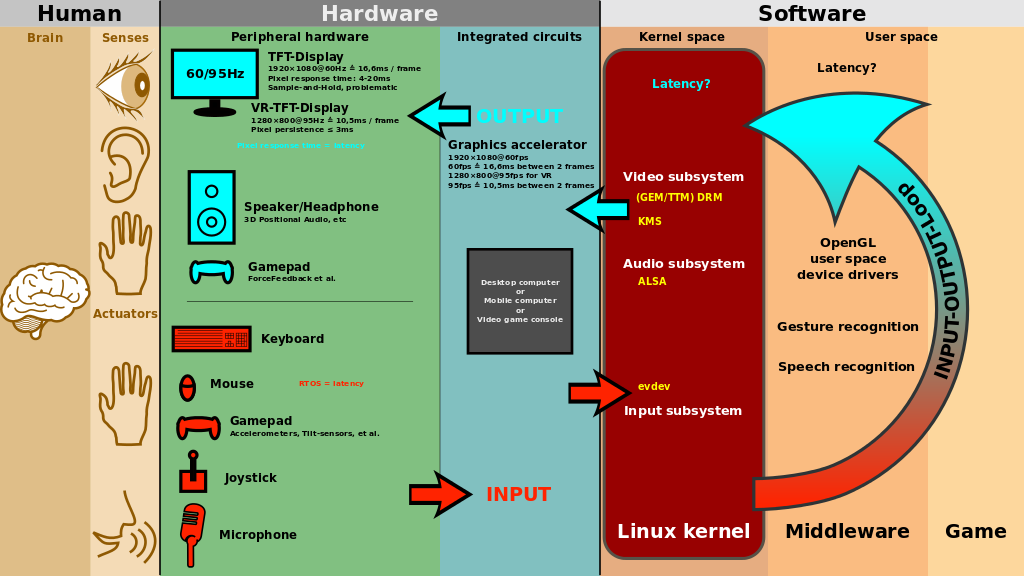 Human
Hardware
Software
Brain
Senses
Peripheral hardware
Integrated circuits
Kernel space
User space
60/95Hz
TFT-Display
1920×1080@60Hz ≙ 16,6ms / frame
Pixel response time: 4-20ms
Sample-and-Hold, problematic
VR-TFT-Display
1280×800@95Hz ≙ 10,5ms / frame
Pixel persistence ≤ 3ms
Pixel response time = latency
Speaker/Headphone
3D Positional Audio, etc
Gamepad
ForceFeedback et al.
Actuators
Keyboard
Mouse
RTOS = latency
Gamepad
Accelerometers, Tilt-sensors, et al.
Joystick
Microphone
OUTPUT
Graphics accelerator
1920×1080@60fps
60fps ≙ 16,6ms between 2 frames
1280×800@95fps for VR
95fps ≙ 10,5ms between 2 frames
Desktop computer
or
Mobile computer
or
Video game console
INPUT
Latency?
Video subsystem
(GEM/TTM) DRM
KMS
Audio subsystem
ALSA
evdev
Input subsystem
Linux kernel
Latency?
OpenGL
user space
device drivers
Gesture recognition
Speech recognition
Middleware
INPUT-OUTPUT-Loop
Game